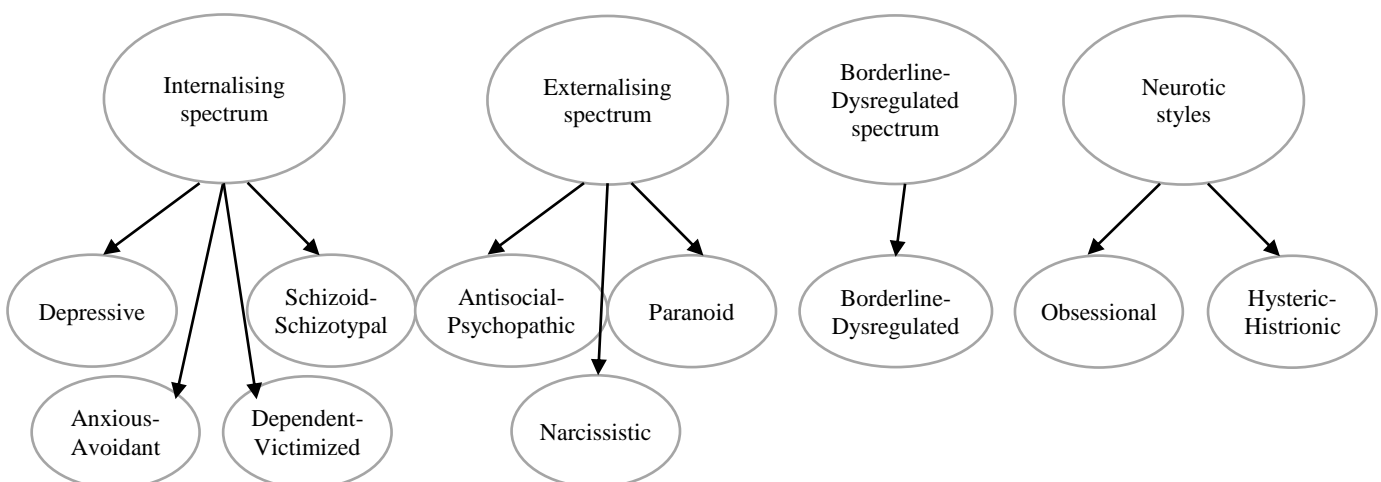 Internalising
spectrum
Externalising
spectrum
Borderline-
Dysregulated
spectrum
Neurotic
styles
Depressive
Schizoid-
Schizotypal
Antisocial-
Psychopathic
Paranoid
Borderline-
Dysregulated
Obsessional
Hysteric-
Histrionic
Anxious-
Avoidant
Dependent-
Victimized
Narcissistic